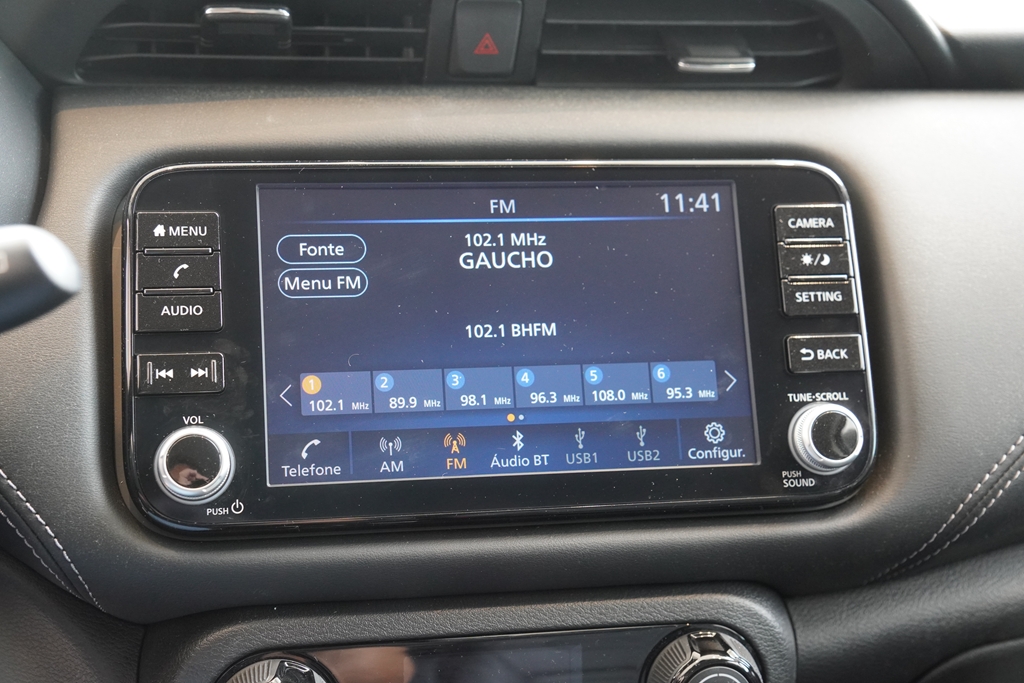 FM
11:41
Fonte
Menu FM
102.1 MHz
GAUCHO
102.1 BHFM
1 102.1 MHz
2 89.9 MHz
3 98.1 MHz
4 96.3 MHz
5 108.0 MHz
6 95.3 MHz
Telefone
AM
FM
Áudio BT
USB1
USB2
Configur.
MENU
AUDIO
VOL
PUSH
CAMERA
SETTING
BACK
TUNE·SCROLL
PUSH
SOUND